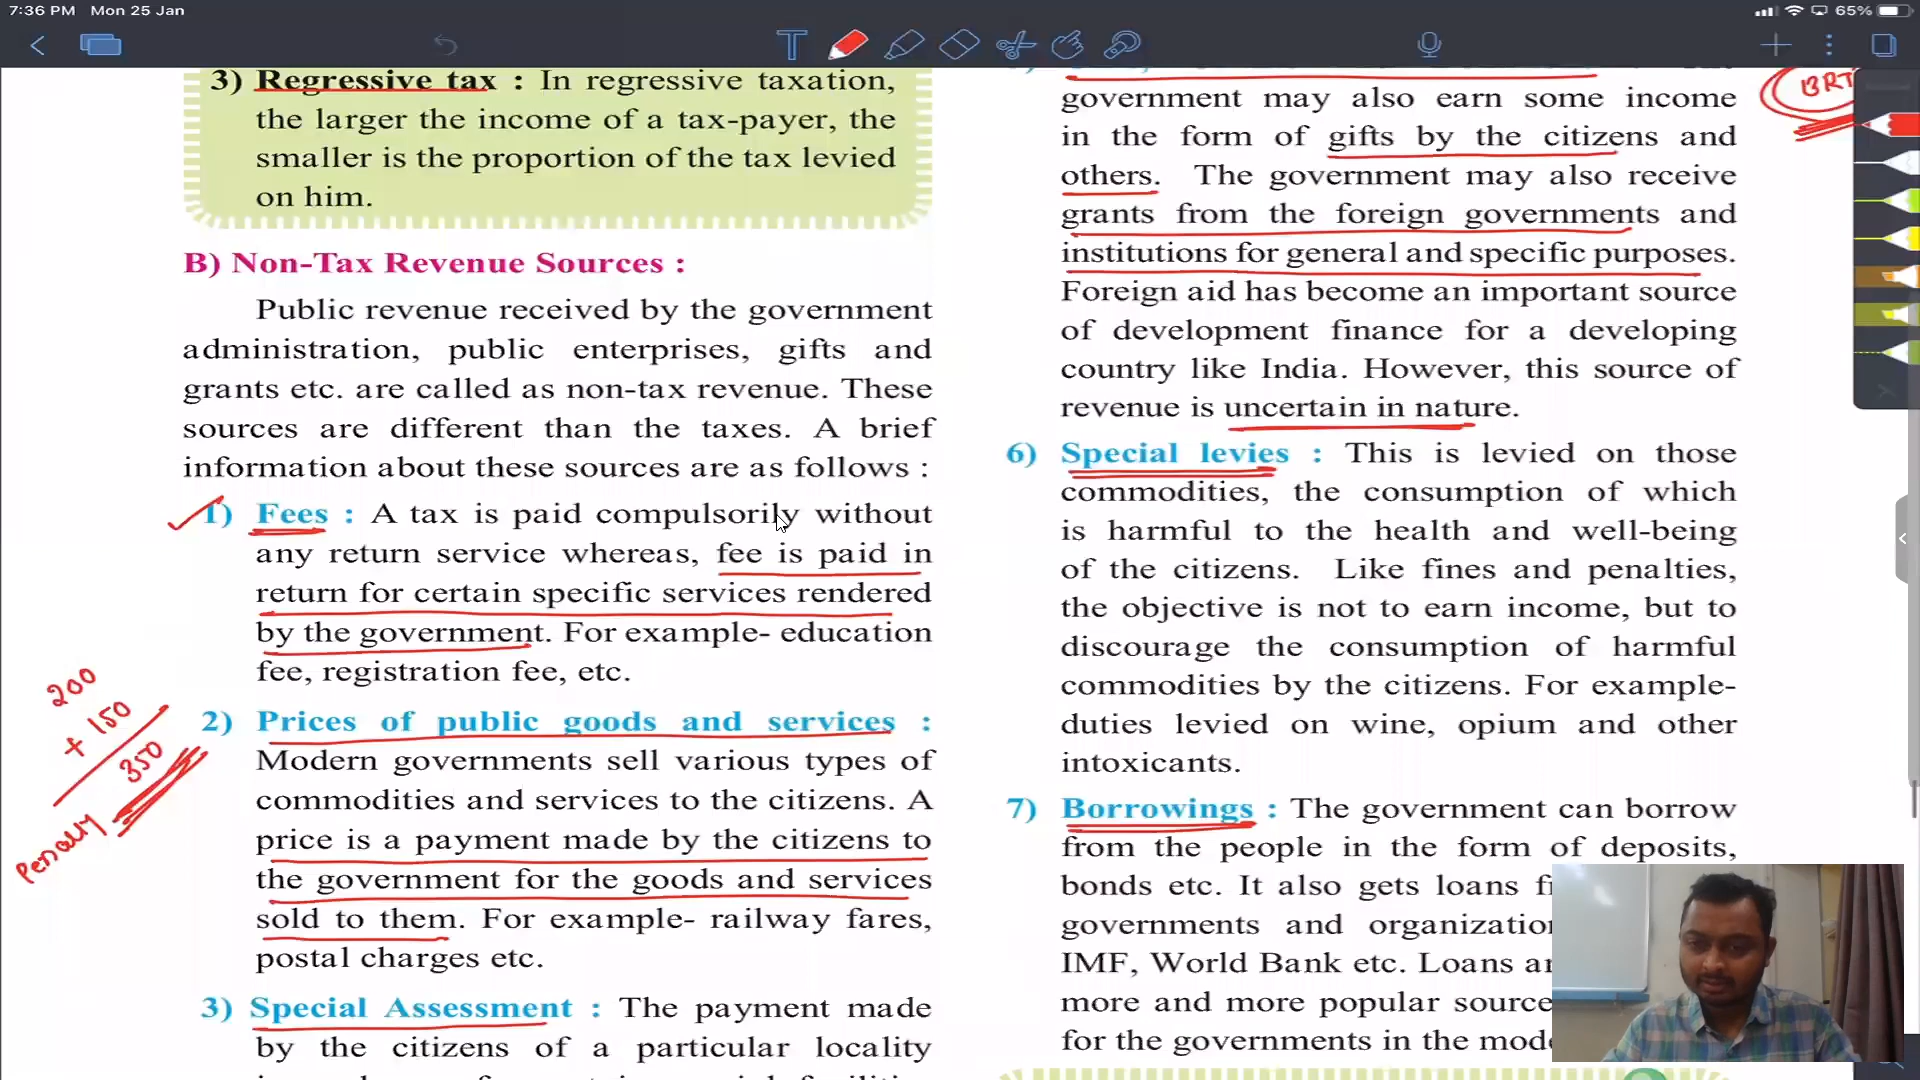 7:36 PM Mon 25 Jan
65%
3) Regressive tax : In regressive taxation,
the larger the income of a tax-payer, the
smaller is the proportion of the tax levied
on him.
B) Non-Tax Revenue Sources :
Public revenue received by the government
administration, public enterprises, gifts and
grants etc. are called as non-tax revenue. These
sources are different than the taxes. A brief
information about these sources are as follows :
1) Fees : A tax is paid compulsorily without
any return service whereas, fee is paid in
return for certain specific services rendered
by the government. For example- education
fee, registration fee, etc.
200
+ 150
350
Penalty
2) Prices of public goods and services :
Modern governments sell various types of
commodities and services to the citizens. A
price is a payment made by the citizens to
the government for the goods and services
sold to them. For example- railway fares,
postal charges etc.
3) Special Assessment : The payment made
by the citizens of a particular locality
BRT
government may also earn some income
in the form of gifts by the citizens and
others. The government may also receive
grants from the foreign governments and
institutions for general and specific purposes.
Foreign aid has become an important source
of development finance for a developing
country like India. However, this source of
revenue is uncertain in nature.
6) Special levies : This is levied on those
commodities, the consumption of which
is harmful to the health and well-being
of the citizens. Like fines and penalties,
the objective is not to earn income, but to
discourage the consumption of harmful
commodities by the citizens. For example-
duties levied on wine, opium and other
intoxicants.
7) Borrowings : The government can borrow
from the people in the form of deposits,
bonds etc. It also gets loans
governments and
IMF, World Bank etc. Loans
more and more popular source
for the governments in the